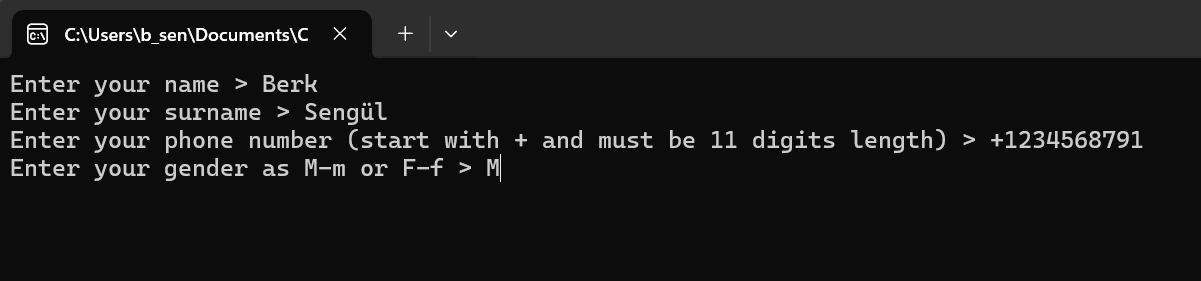 C:\Users\b_sen\Documents\C
Enter your name > Berk
Enter your surname > Sengül
Enter your phone number (start with + and must be 11 digits length) > +1234568791
Enter your gender as M-m or F-f > M